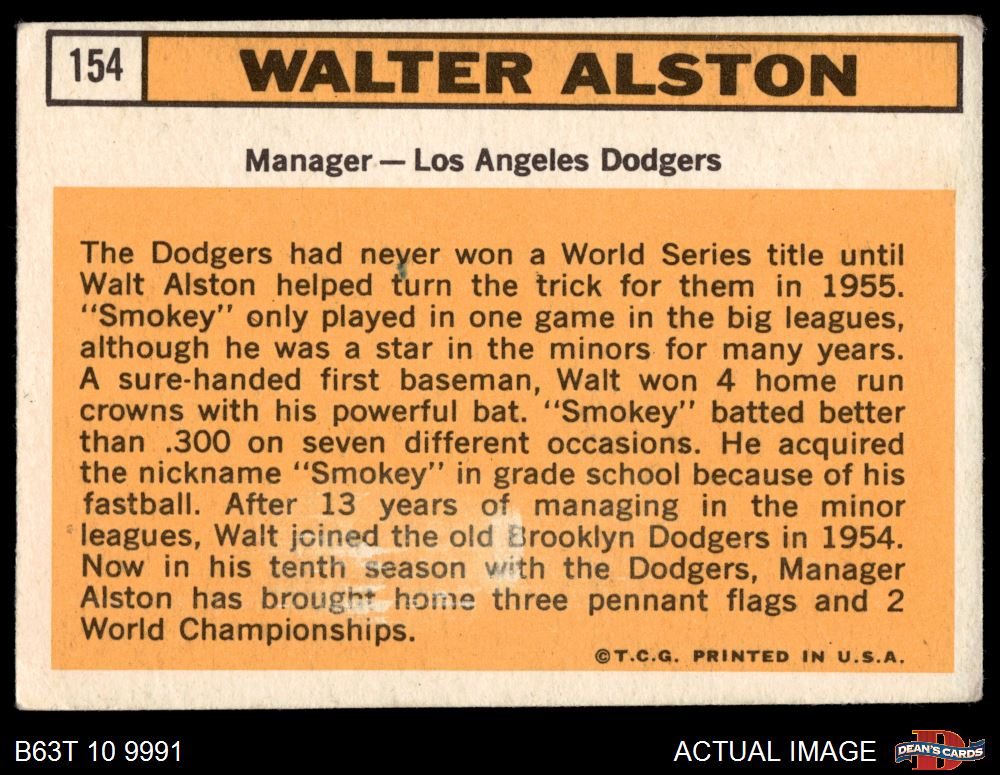 154 WALTER ALSTON
Manager — Los Angeles Dodgers
The Dodgers had never won a World Series title until
Walt Alston helped turn the trick for them in 1955.
"Smokey" only played in one game in the big leagues,
although he was a star in the minors for many years.
A sure-handed first baseman, Walt won 4 home run
crowns with his powerful bat. "Smokey" batted better
than .300 on seven different occasions. He acquired
the nickname "Smokey" in grade school because of his
fastball. After 13 years of managing in the minor
leagues, Walt joined the old Brooklyn Dodgers in 1954.
Now in his tenth season with the Dodgers, Manager
Alston has brought home three pennant flags and 2
World Championships.
©T.C.G. PRINTED IN U.S.A.
B63T 10 9991
ACTUAL IMAGE
D
DEAN'S CARDS